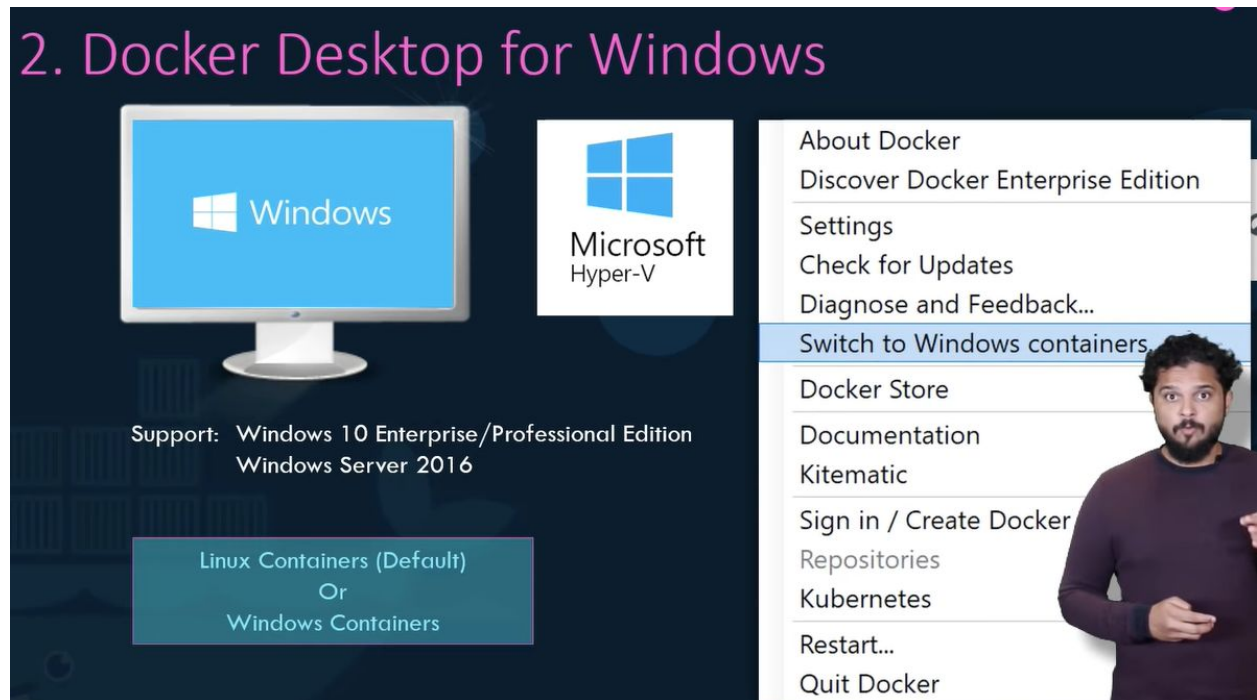 2. Docker Desktop for Windows
Windows
Microsoft
Hyper-V
Support: Windows 10 Enterprise/Professional Edition
Windows Server 2016
Linux Containers (Default)
Or
Windows Containers
About Docker
Discover Docker Enterprise Edition
Settings
Check for Updates
Diagnose and Feedback...
Switch to Windows containers
Docker Store
Documentation
Kitematic
Sign in / Create Docker
Repositories
Kubernetes
Restart...
Quit Docker